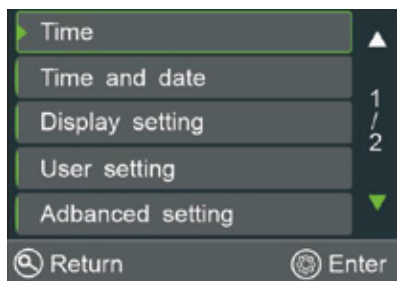 Time
Time and date
Display setting
User setting
Adbanced setting
1
/
2
Return
Enter